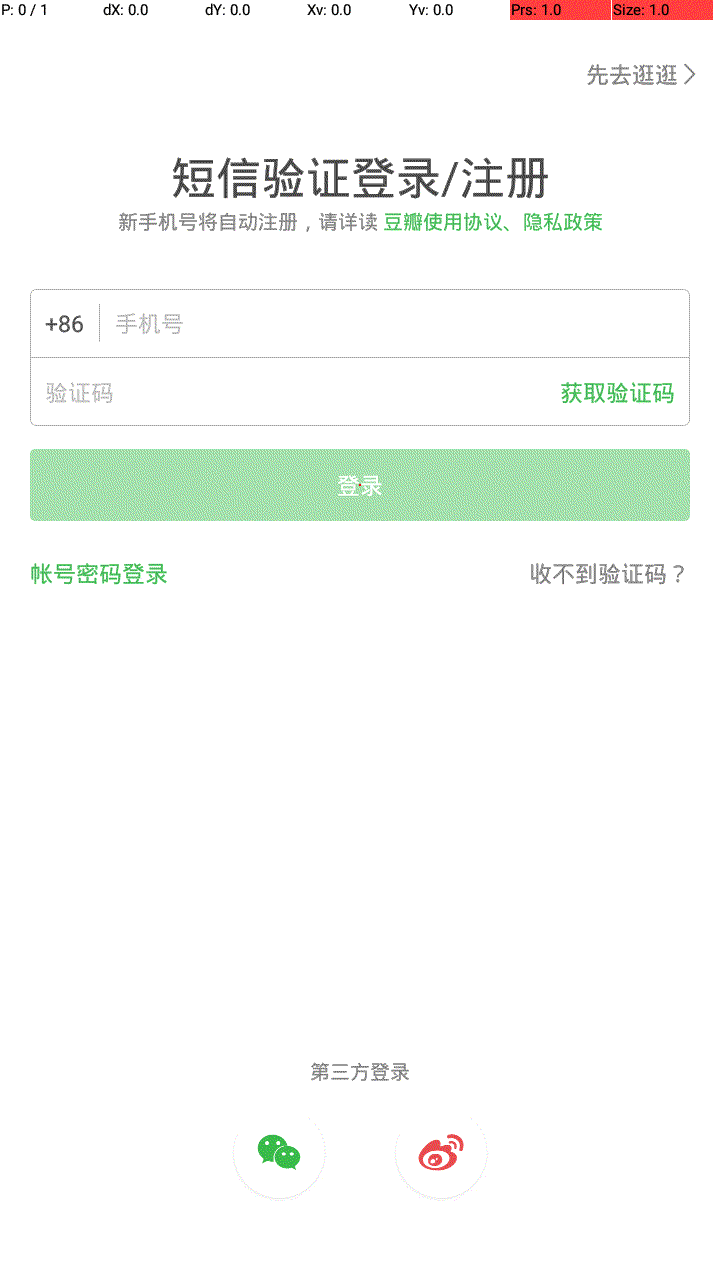 P: 0 / 1 dX: 0.0 dY: 0.0 Xv: 0.0 Yv: 0.0 Prs: 1.0 Size: 1.0
先去逛逛
短信验证登录/注册
新手机号将自动注册，请详读 豆瓣使用协议、隐私政策
+86 手机号
验证码 获取验证码
登录
帐号密码登录 收不到验证码？
第三方登录